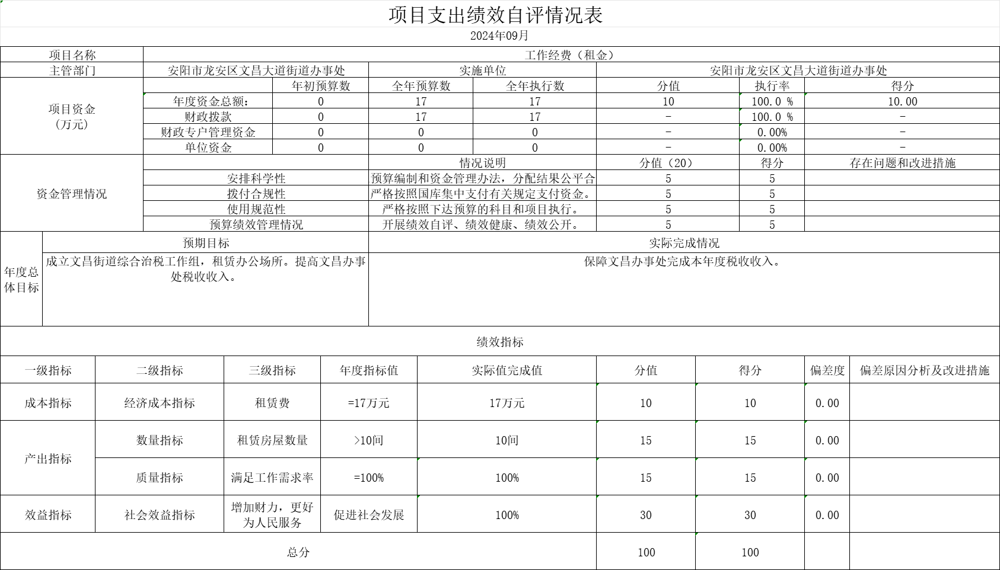 项目支出绩效自评情况表
2024年09月
项目名称 工作经费（租金）
主管部门 安阳市龙安区文昌大道街道办事处 实施单位 安阳市龙安区文昌大道街道办事处
项目资金
(万元)
年初预算数 全年预算数 全年执行数 分值 执行率 得分
年度资金总额： 0 17 17 10 100.0 % 10.00
财政拨款 0 17 17 － 100.0 % －
财政专户管理资金 0 0 0 － 0.00% －
单位资金 0 0 0 － 0.00% －
资金管理情况
情况说明 分值（20） 得分 存在问题和改进措施
安排科学性 预算编制和资金管理办法，分配结果公平合 5 5
拨付合规性 严格按照国库集中支付有关规定支付资金。 5 5
使用规范性 严格按照下达预算的科目和项目执行。 5 5
预算绩效管理情况 开展绩效自评、绩效健康、绩效公开。 5 5
年度总
体目标
预期目标 实际完成情况
成立文昌街道综合治税工作组，租赁办公场所。提高文昌办事
处税收收入。
保障文昌办事处完成本年度税收收入。
绩效指标
一级指标 二级指标 三级指标 年度指标值 实际值完成值 分值 得分 偏差度 偏差原因分析及改进措施
成本指标 经济成本指标 租赁费 =17万元 17万元 10 10 0.00
产出指标
数量指标 租赁房屋数量 >10间 10间 15 15 0.00
质量指标 满足工作需求率 =100% 100% 15 15 0.00
效益指标 社会效益指标
增加财力，更好
为人民服务
促进社会发展 100% 30 30 0.00
总分 100 100